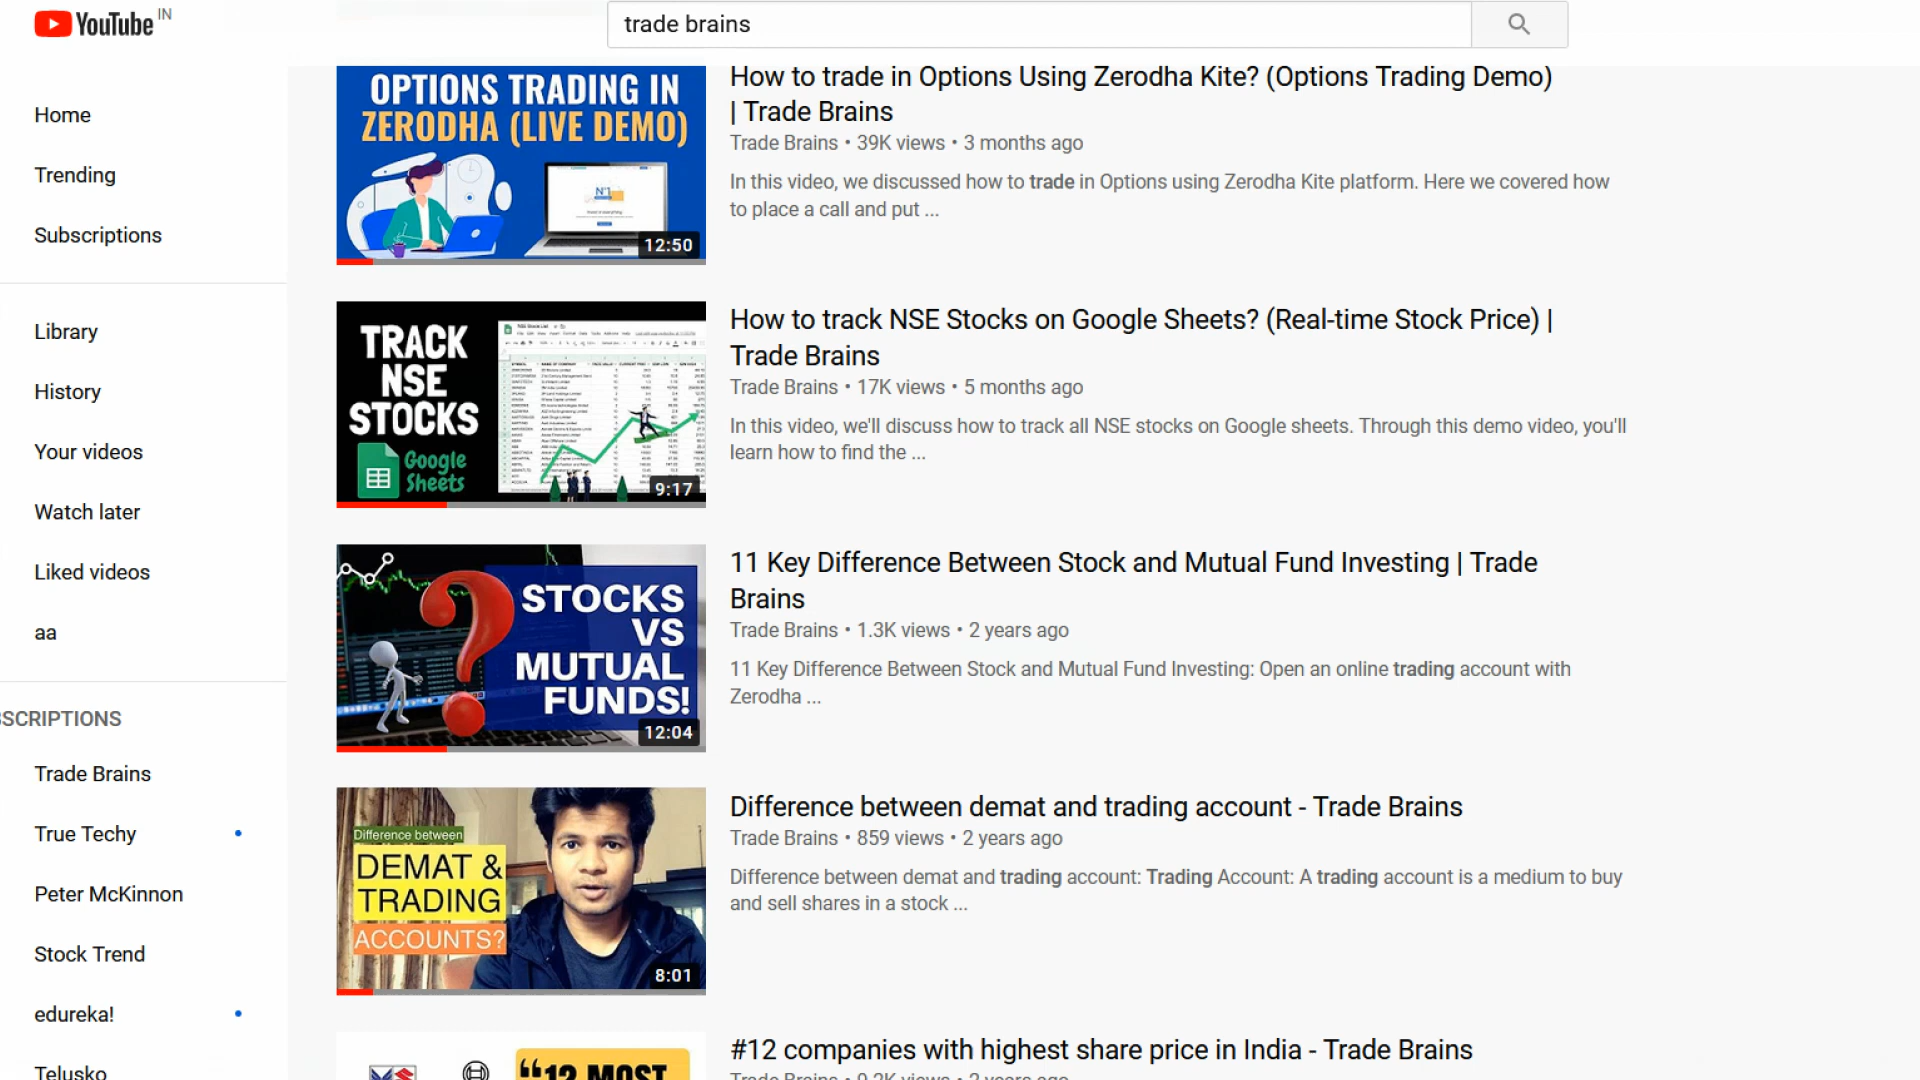 YouTube IN
trade brains
Home
Trending
Subscriptions
Library
History
Your videos
Watch later
Liked videos
aa
SCRIPTIONS
Trade Brains
True Techy
Peter McKinnon
Stock Trend
edureka!
Telusko
OPTIONS TRADING IN
ZERODHA (LIVE DEMO)
12:50
How to trade in Options Using Zerodha Kite? (Options Trading Demo)
| Trade Brains
Trade Brains • 39K views • 3 months ago
In this video, we discussed how to trade in Options using Zerodha Kite platform. Here we covered how
to place a call and put ...
TRACK
NSE
STOCKS
Google
Sheets
9:17
How to track NSE Stocks on Google Sheets? (Real-time Stock Price) |
Trade Brains
Trade Brains • 17K views • 5 months ago
In this video, we'll discuss how to track all NSE stocks on Google sheets. Through this demo video, you'll
learn how to find the ...
STOCKS
VS
MUTUAL
FUNDS!
12:04
11 Key Difference Between Stock and Mutual Fund Investing | Trade
Brains
Trade Brains • 1.3K views • 2 years ago
11 Key Difference Between Stock and Mutual Fund Investing: Open an online trading account with
Zerodha ...
Difference between
DEMAT &
TRADING
ACCOUNTS?
8:01
Difference between demat and trading account - Trade Brains
Trade Brains • 859 views • 2 years ago
Difference between demat and trading account: Trading Account: A trading account is a medium to buy
and sell shares in a stock ...
“12 MOST
#12 companies with highest share price in India - Trade Brains
Trade Brains • 9.2K views • 2 years ago